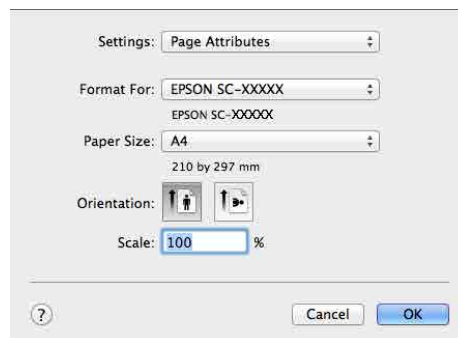 Settings: Page Attributes
Format For: EPSON SC-XXXXX
EPSON SC-XXXXX
Paper Size: A4
210 by 297 mm
Orientation:
Scale: 100 %
? Cancel OK